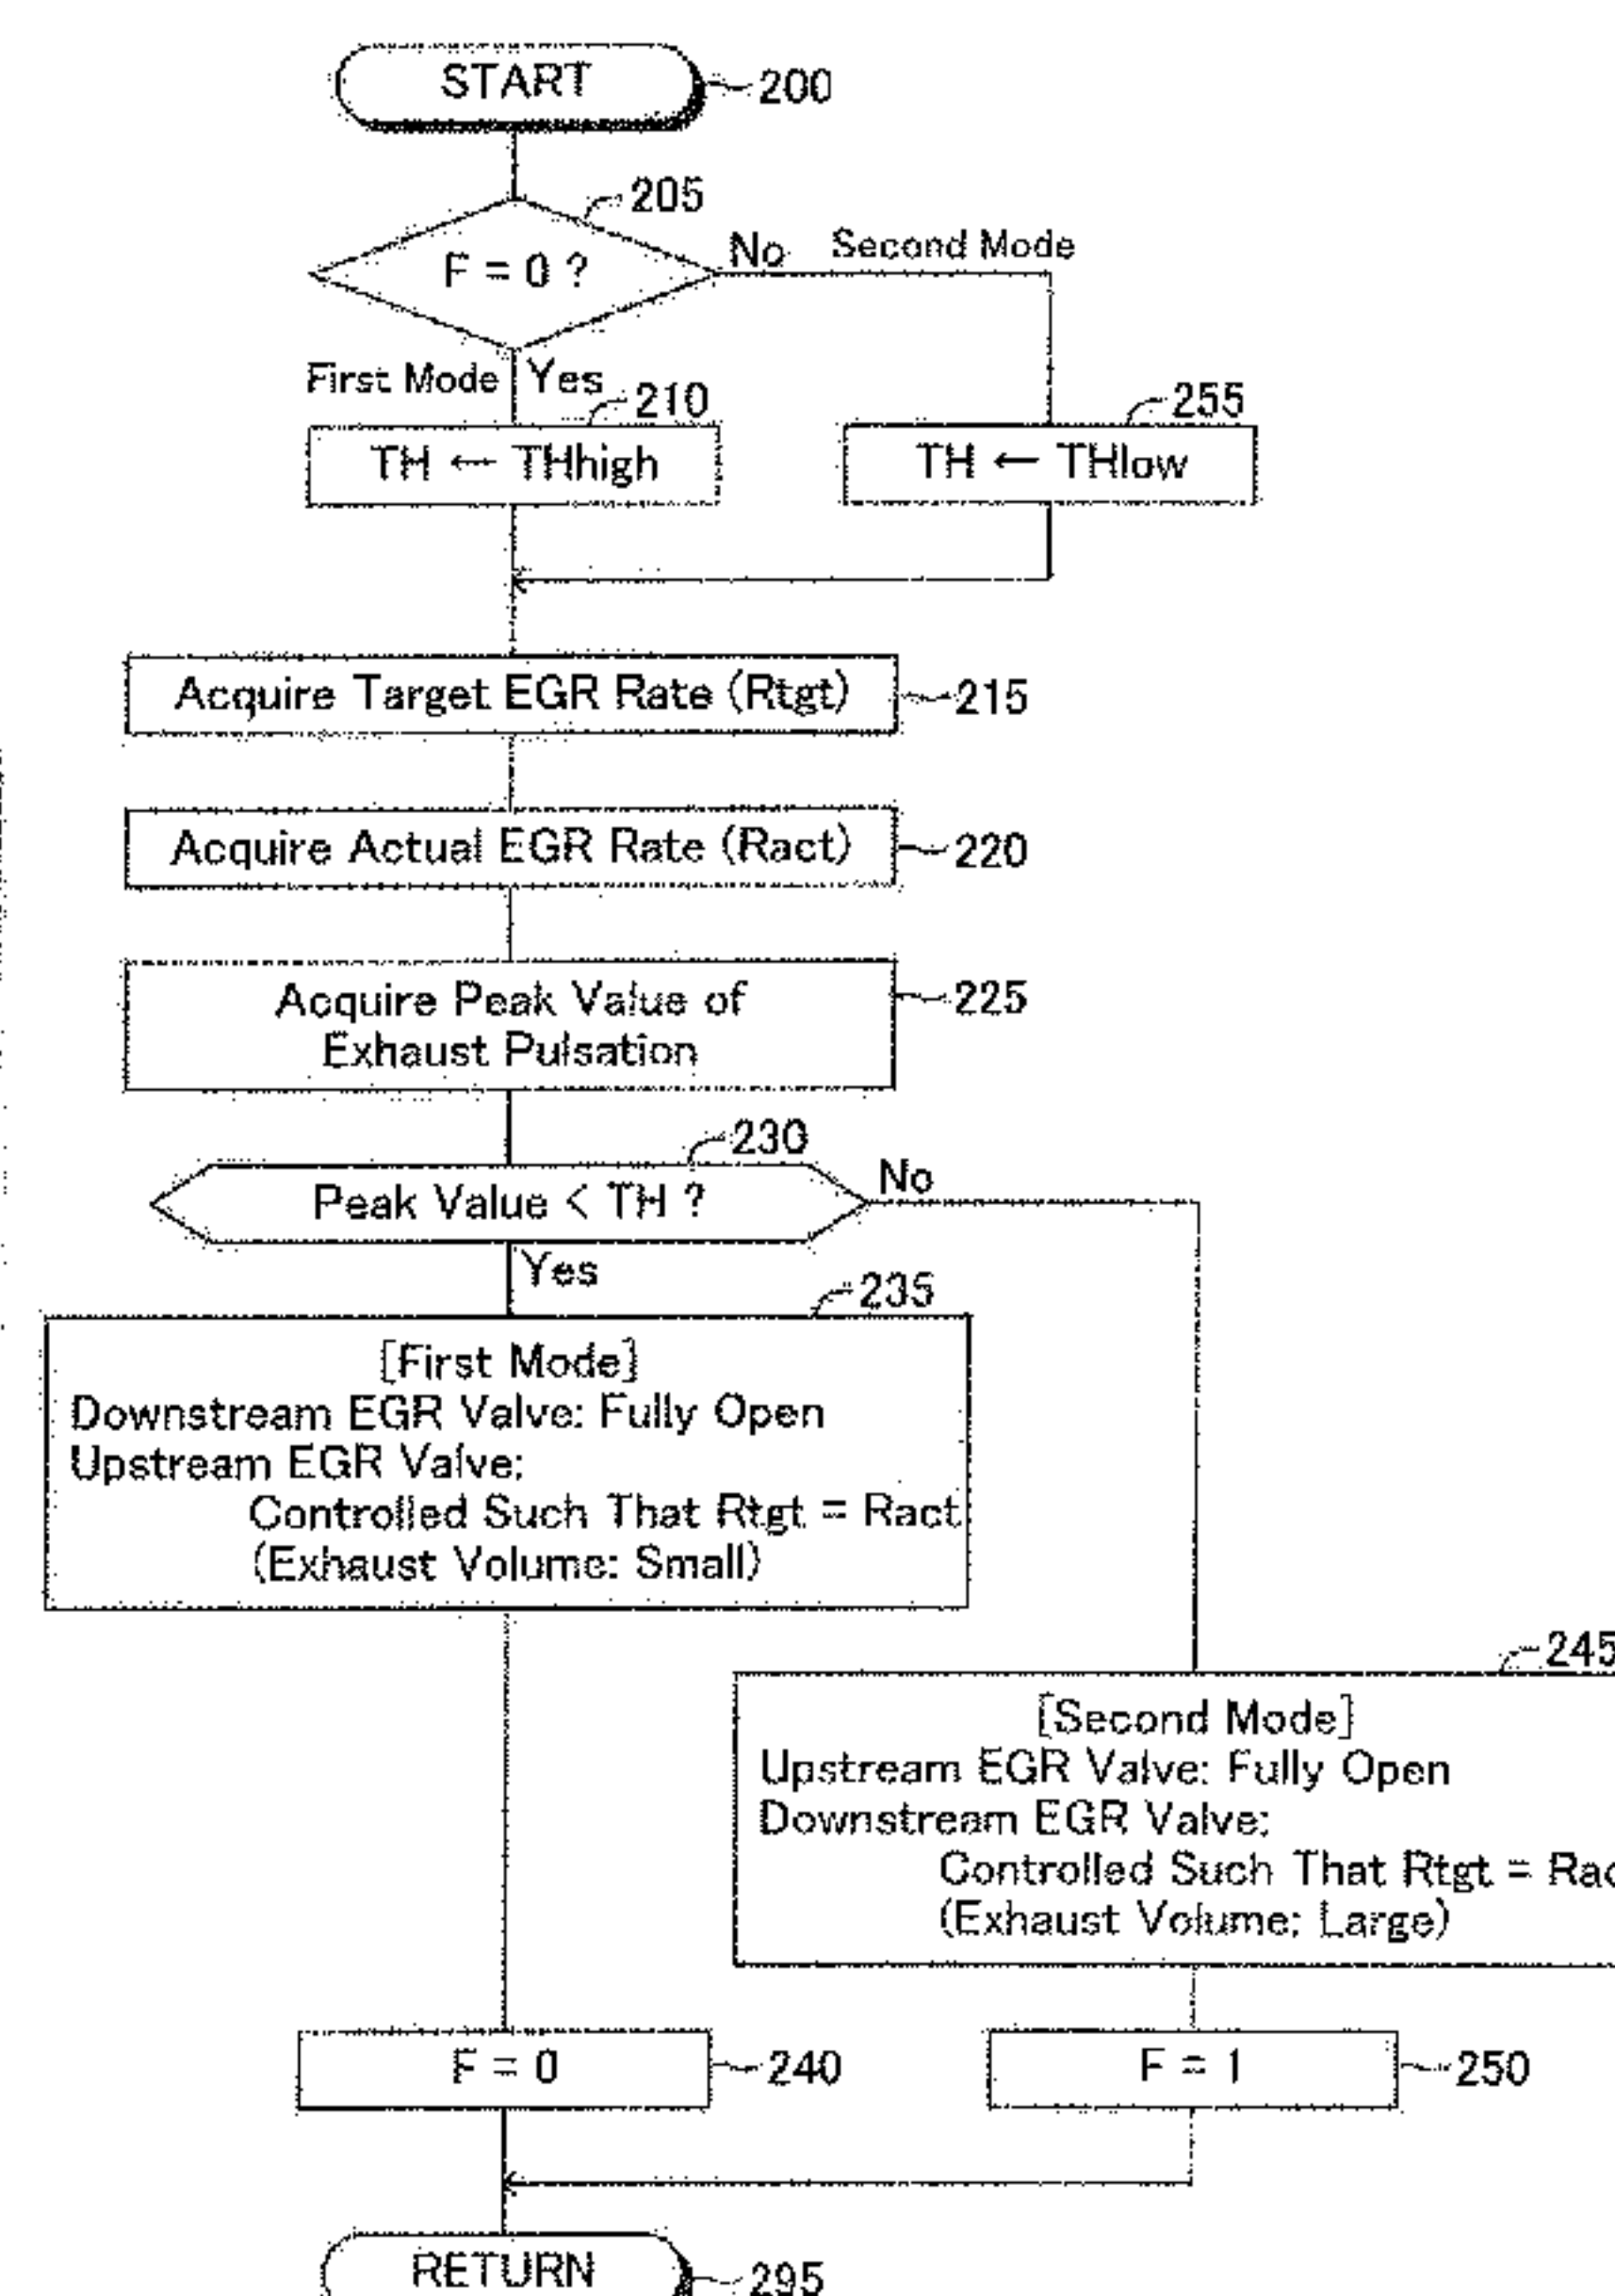 START
200
205
F = 0 ?
No
Second Mode
First Mode
Yes
210
255
TH ← THhigh
TH ← THlow
Acquire Target EGR Rate (Rtgt)
215
Acquire Actual EGR Rate (Ract)
220
Acquire Peak Value of
Exhaust Pulsation
225
230
Peak Value < TH ?
No
Yes
235
[First Mode]
Downstream EGR Valve: Fully Open
Upstream EGR Valve:
Controlled Such That Rtgt = Ract
(Exhaust Volume: Small)
245
[Second Mode]
Upstream EGR Valve: Fully Open
Downstream EGR Valve:
Controlled Such That Rtgt = Rac
(Exhaust Volume: Large)
F = 0
240
F = 1
250
RETURN
295